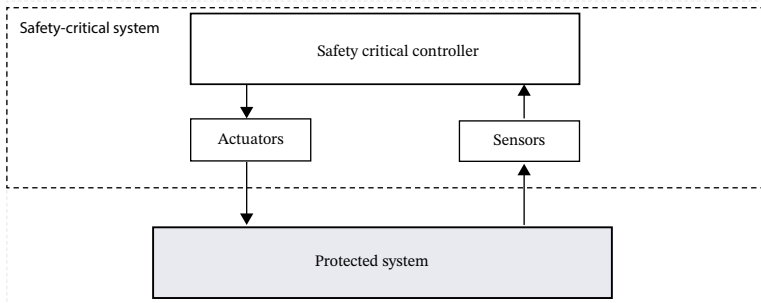 Safety-critical system
Safety critical controller
Actuators
Sensors
Protected system